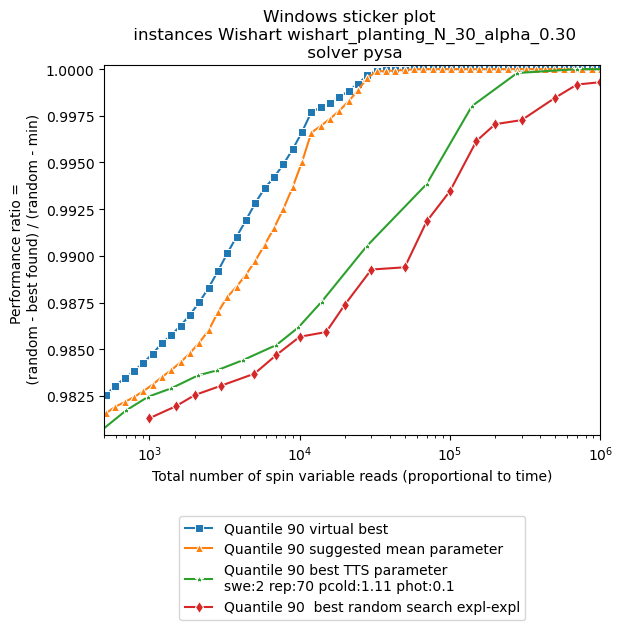 Windows sticker plot
instances Wishart wishart_planting_N_30_alpha_0.30
solver pysa
Performance ratio =
(random - best found) / (random - min)
1.0000
0.9975
0.9950
0.9925
0.9900
0.9875
0.9850
0.9825
10³
10⁴
10⁵
10⁶
Total number of spin variable reads (proportional to time)
Quantile 90 virtual best
Quantile 90 suggested mean parameter
Quantile 90 best TTS parameter
swe:2 rep:70 pcold:1.11 phot:0.1
Quantile 90  best random search expl-expl